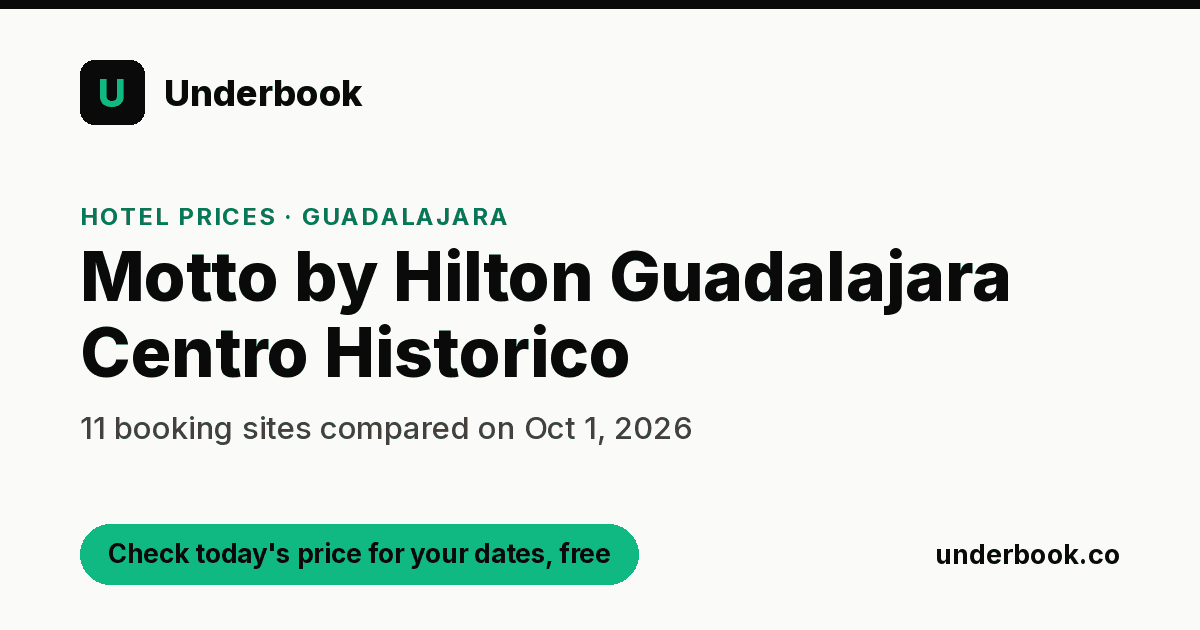 U Underbook
HOTEL PRICES · GUADALAJARA
Motto by Hilton Guadalajara
Centro Historico
11 booking sites compared on Oct 1, 2026
Check today's price for your dates, free
underbook.co